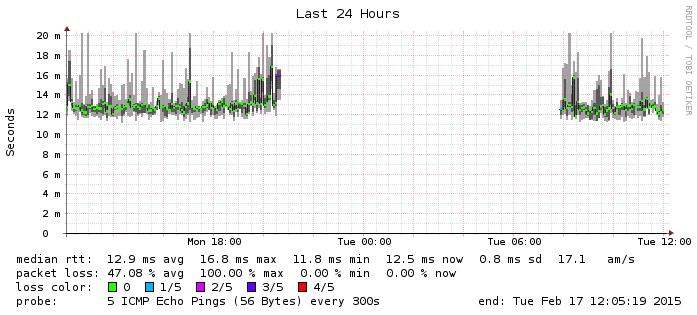 Last 24 Hours
RRDTOOL / TOBI OETIKER
Seconds
20 m
18 m
16 m
14 m
12 m
10 m
8 m
6 m
4 m
2 m
0
Mon 18:00 Tue 00:00 Tue 06:00 Tue 12:00
median rtt: 12.9 ms avg 16.8 ms max 11.8 ms min 12.5 ms now 0.8 ms sd 17.1 am/s
packet loss: 47.08 % avg 100.00 % max 0.00 % min 0.00 % now
loss color: 0 1/5 2/5 3/5 4/5
probe: 5 ICMP Echo Pings (56 Bytes) every 300s end: Tue Feb 17 12:05:19 2015